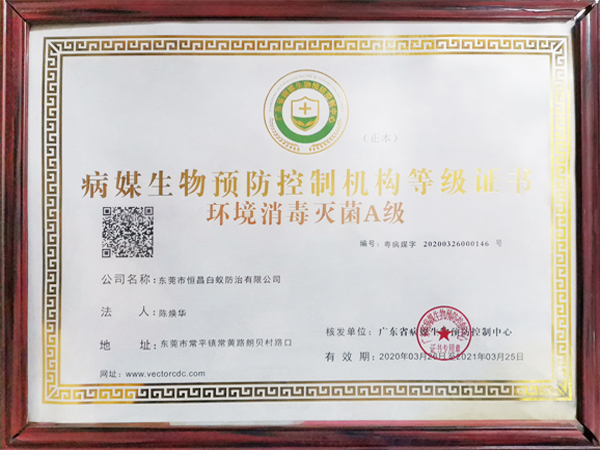 （正本）
病媒生物预防控制机构等级证书
环境消毒灭菌A级
编号：粤病媒字 20200326000146 号
公司名称：东莞市恒昌白蚁防治有限公司
法人：陈焕华
地址：东莞市常平镇常黄路朗贝村路口
网址：www.vectorcdc.com
核发单位：广东省病媒生物预防控制中心
有效期：2020年03月26日至2021年03月25日
证书专用章